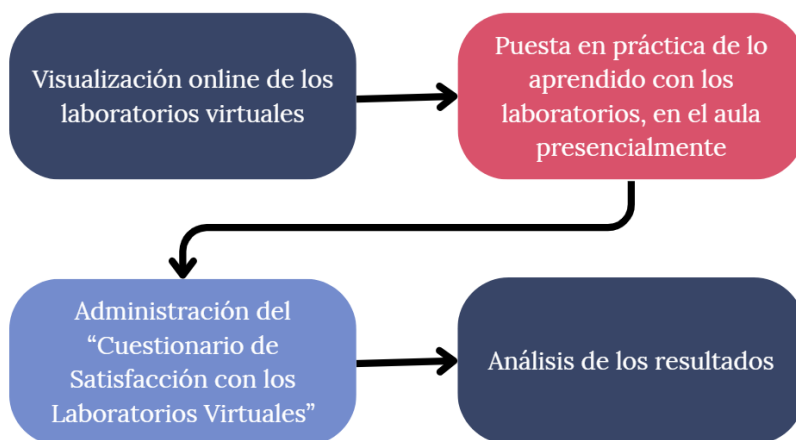 Visualización online de los
laboratorios virtuales
Puesta en práctica de lo
aprendido con los
laboratorios, en el aula
presencialmente
Administración del
“Cuestionario de
Satisfacción con los
Laboratorios Virtuales”
Análisis de los resultados